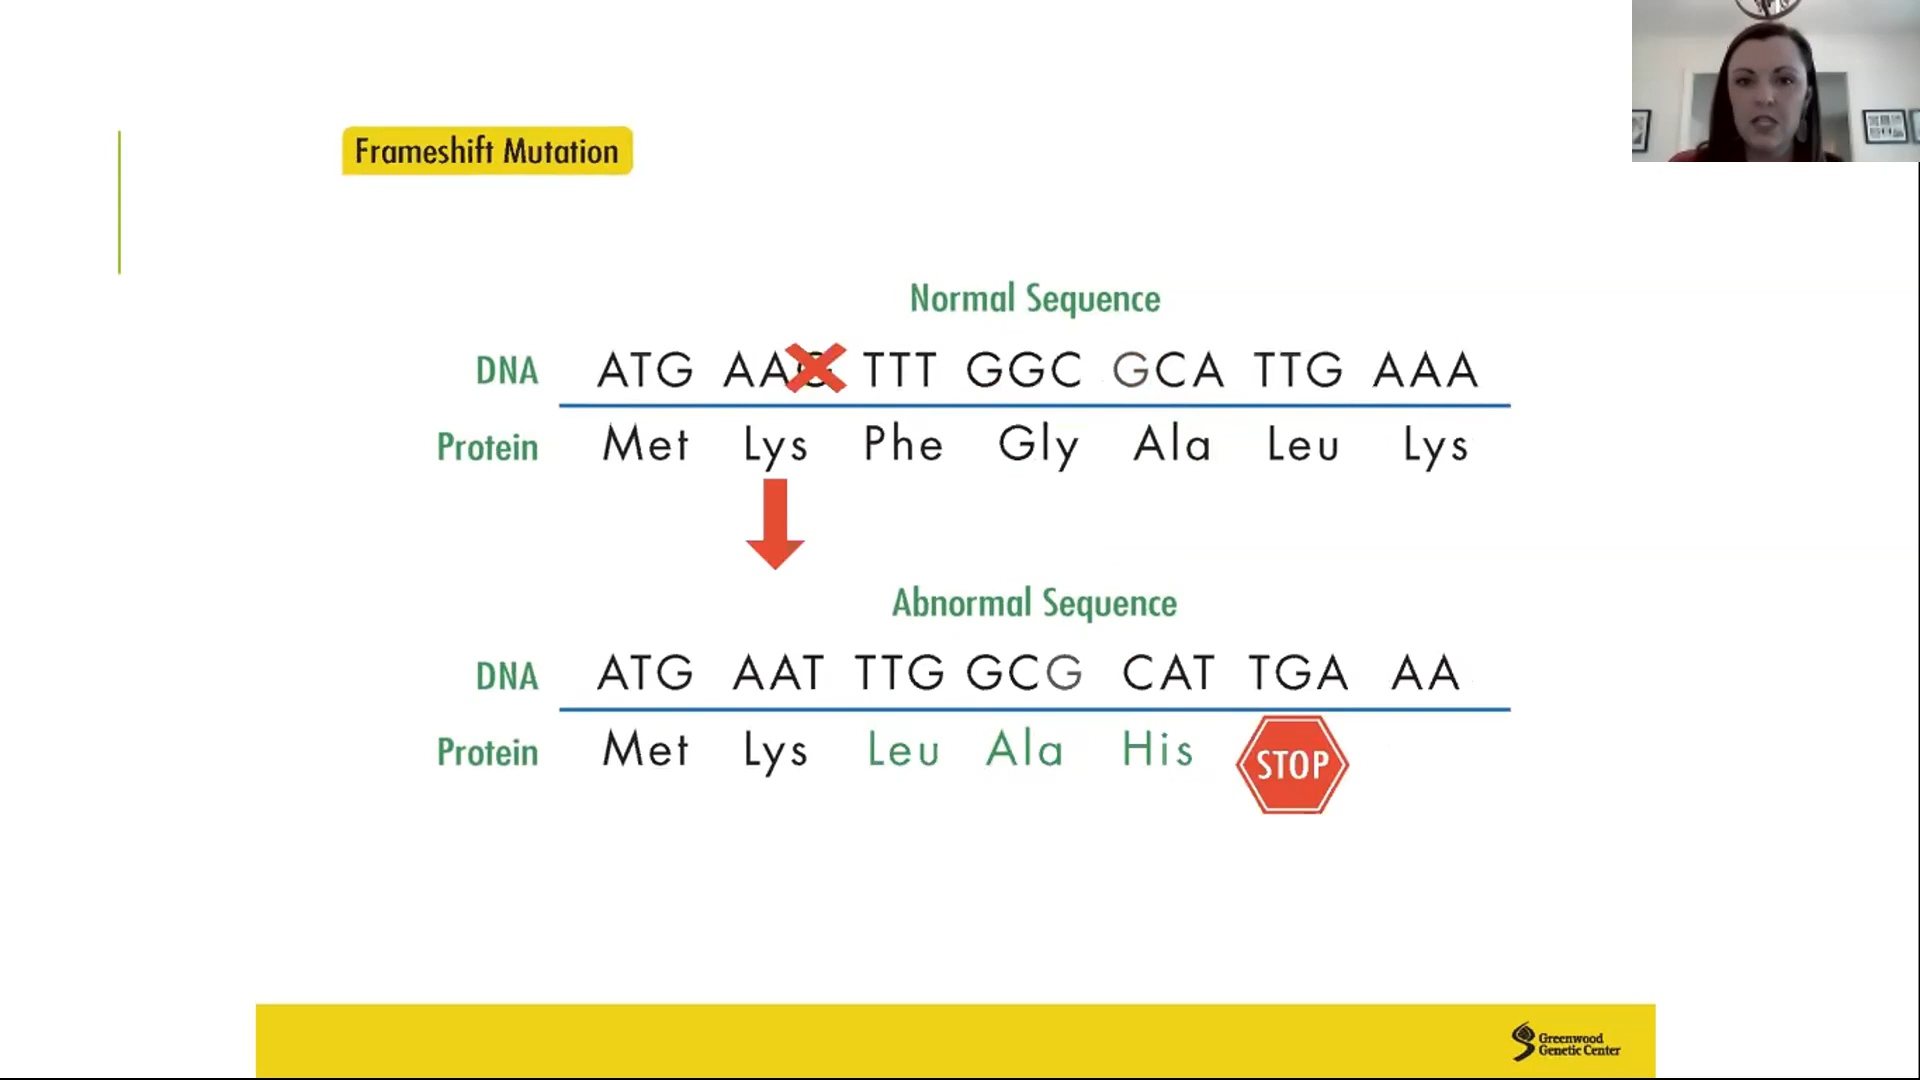 Frameshift Mutation
Normal Sequence
DNA ATG AAG TTT GGC GCA TTG AAA
Protein Met Lys Phe Gly Ala Leu Lys
Abnormal Sequence
DNA ATG AAT TTG GCG CAT TGA AA
Protein Met Lys Leu Ala His STOP
Greenwood
Genetic Center